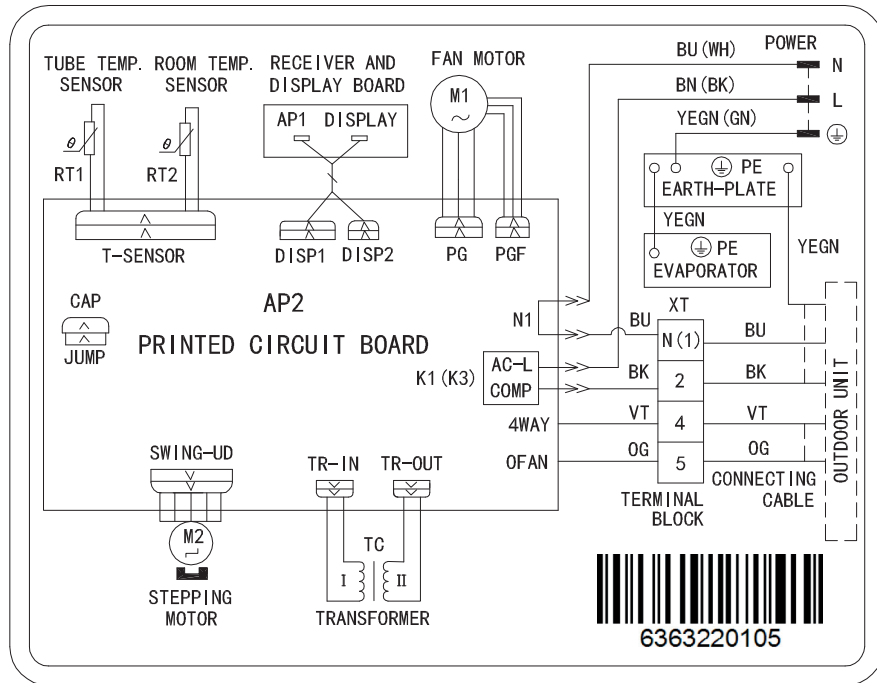 TUBE TEMP. SENSOR
ROOM TEMP. SENSOR
RECEIVER AND DISPLAY BOARD
FAN MOTOR
BU(WH)
POWER
N
BN(BK)
L
YEGN(GN)
AP1 DISPLAY
M1
~
θ
RT1
θ
RT2
PE
EARTH-PLATE
YEGN
YEGN
PE
EVAPORATOR
T-SENSOR
DISP1
DISP2
PG
PGF
CAP
JUMP
AP2
PRINTED CIRCUIT BOARD
N1
BU
XT
N(1)
BU
K1(K3)
AC-L
COMP
BK
2
BK
4WAY
VT
4
VT
OFAN
OG
5
OG
OUTDOOR UNIT
TERMINAL BLOCK
CONNECTING CABLE
SWING-UD
M2
STEPPING MOTOR
TR-IN
TR-OUT
TC
I
II
TRANSFORMER
6363220105